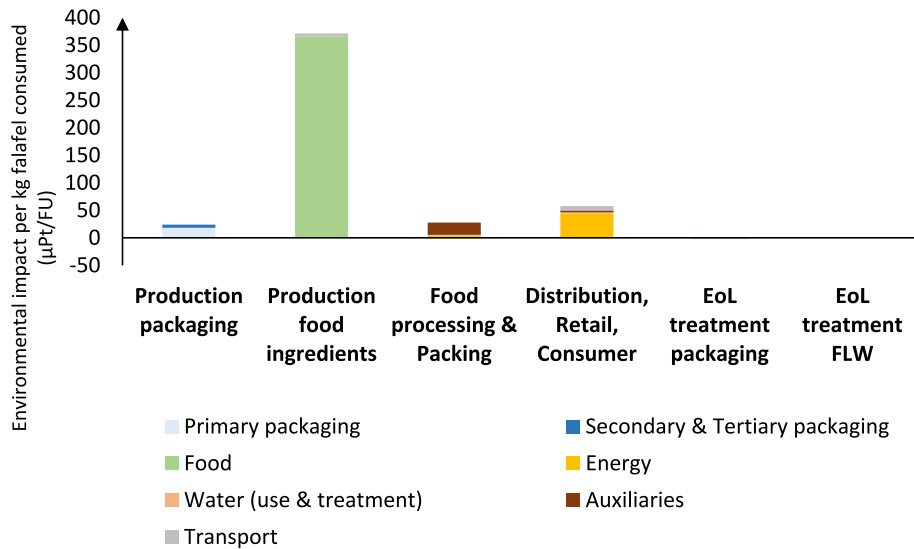 Environmental impact per kg falafel consumed
(µPt/FU)
400
350
300
250
200
150
100
50
0
-50
Production
packaging
Production
food
ingredients
Food
processing &
Packing
Distribution,
Retail,
Consumer
EoL
treatment
packaging
EoL
treatment
FLW
Primary packaging
Secondary & Tertiary packaging
Food
Energy
Water (use & treatment)
Auxiliaries
Transport